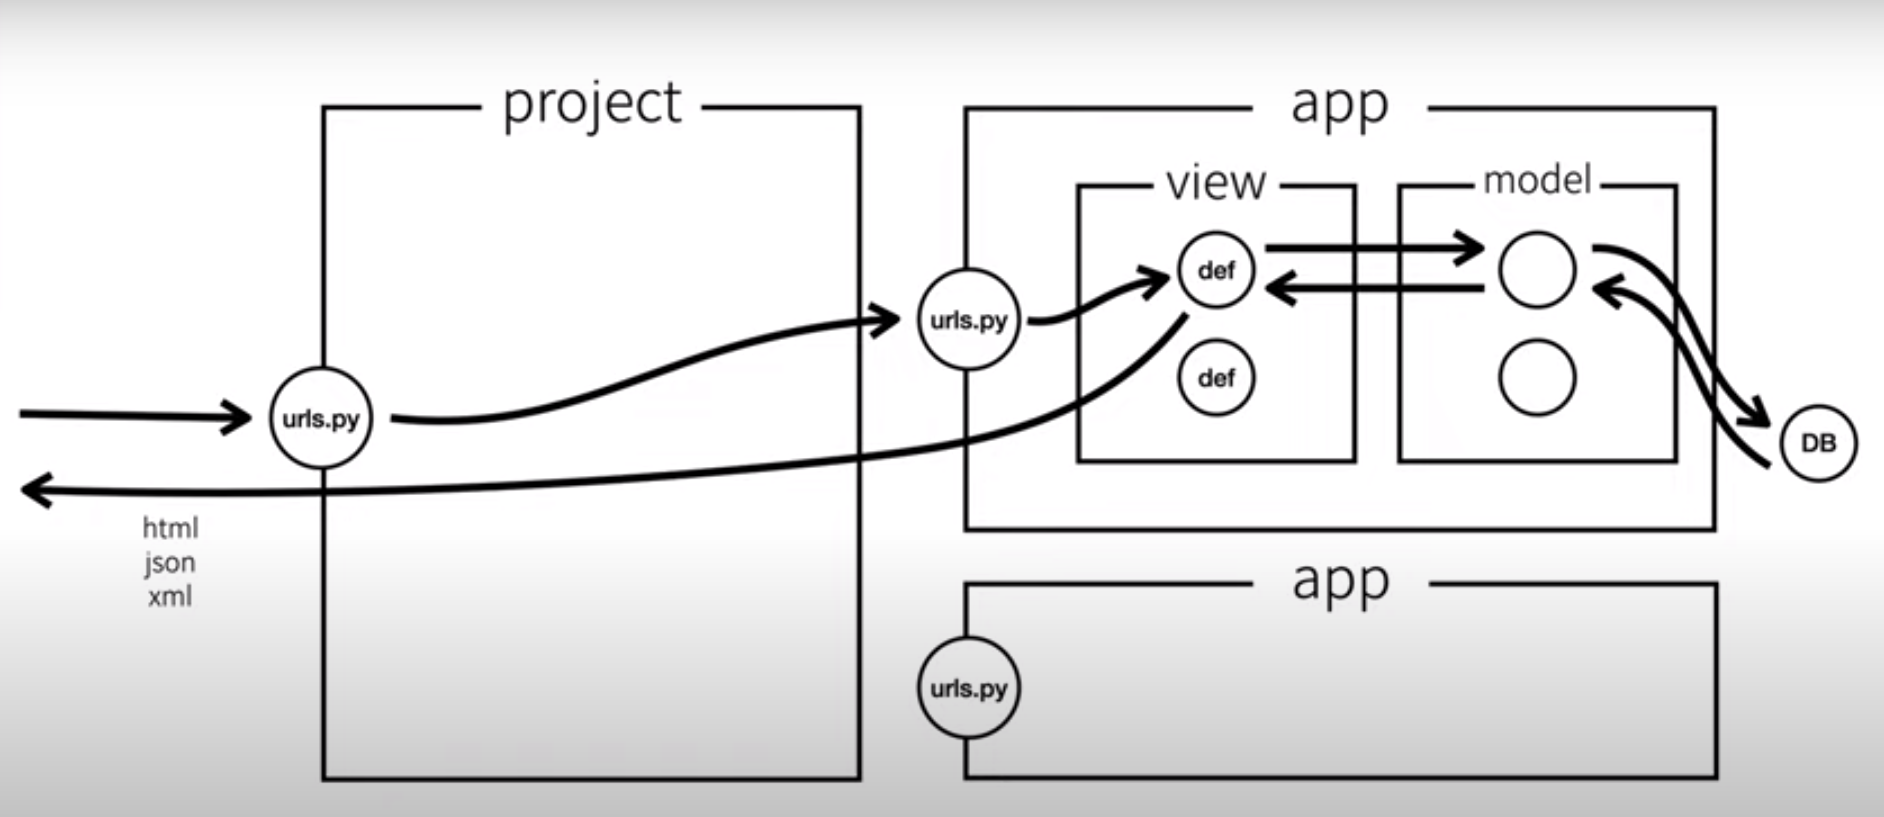 project
app
view
model
def
urls.py
def
urls.py
DB
html
json
xml
app
urls.py